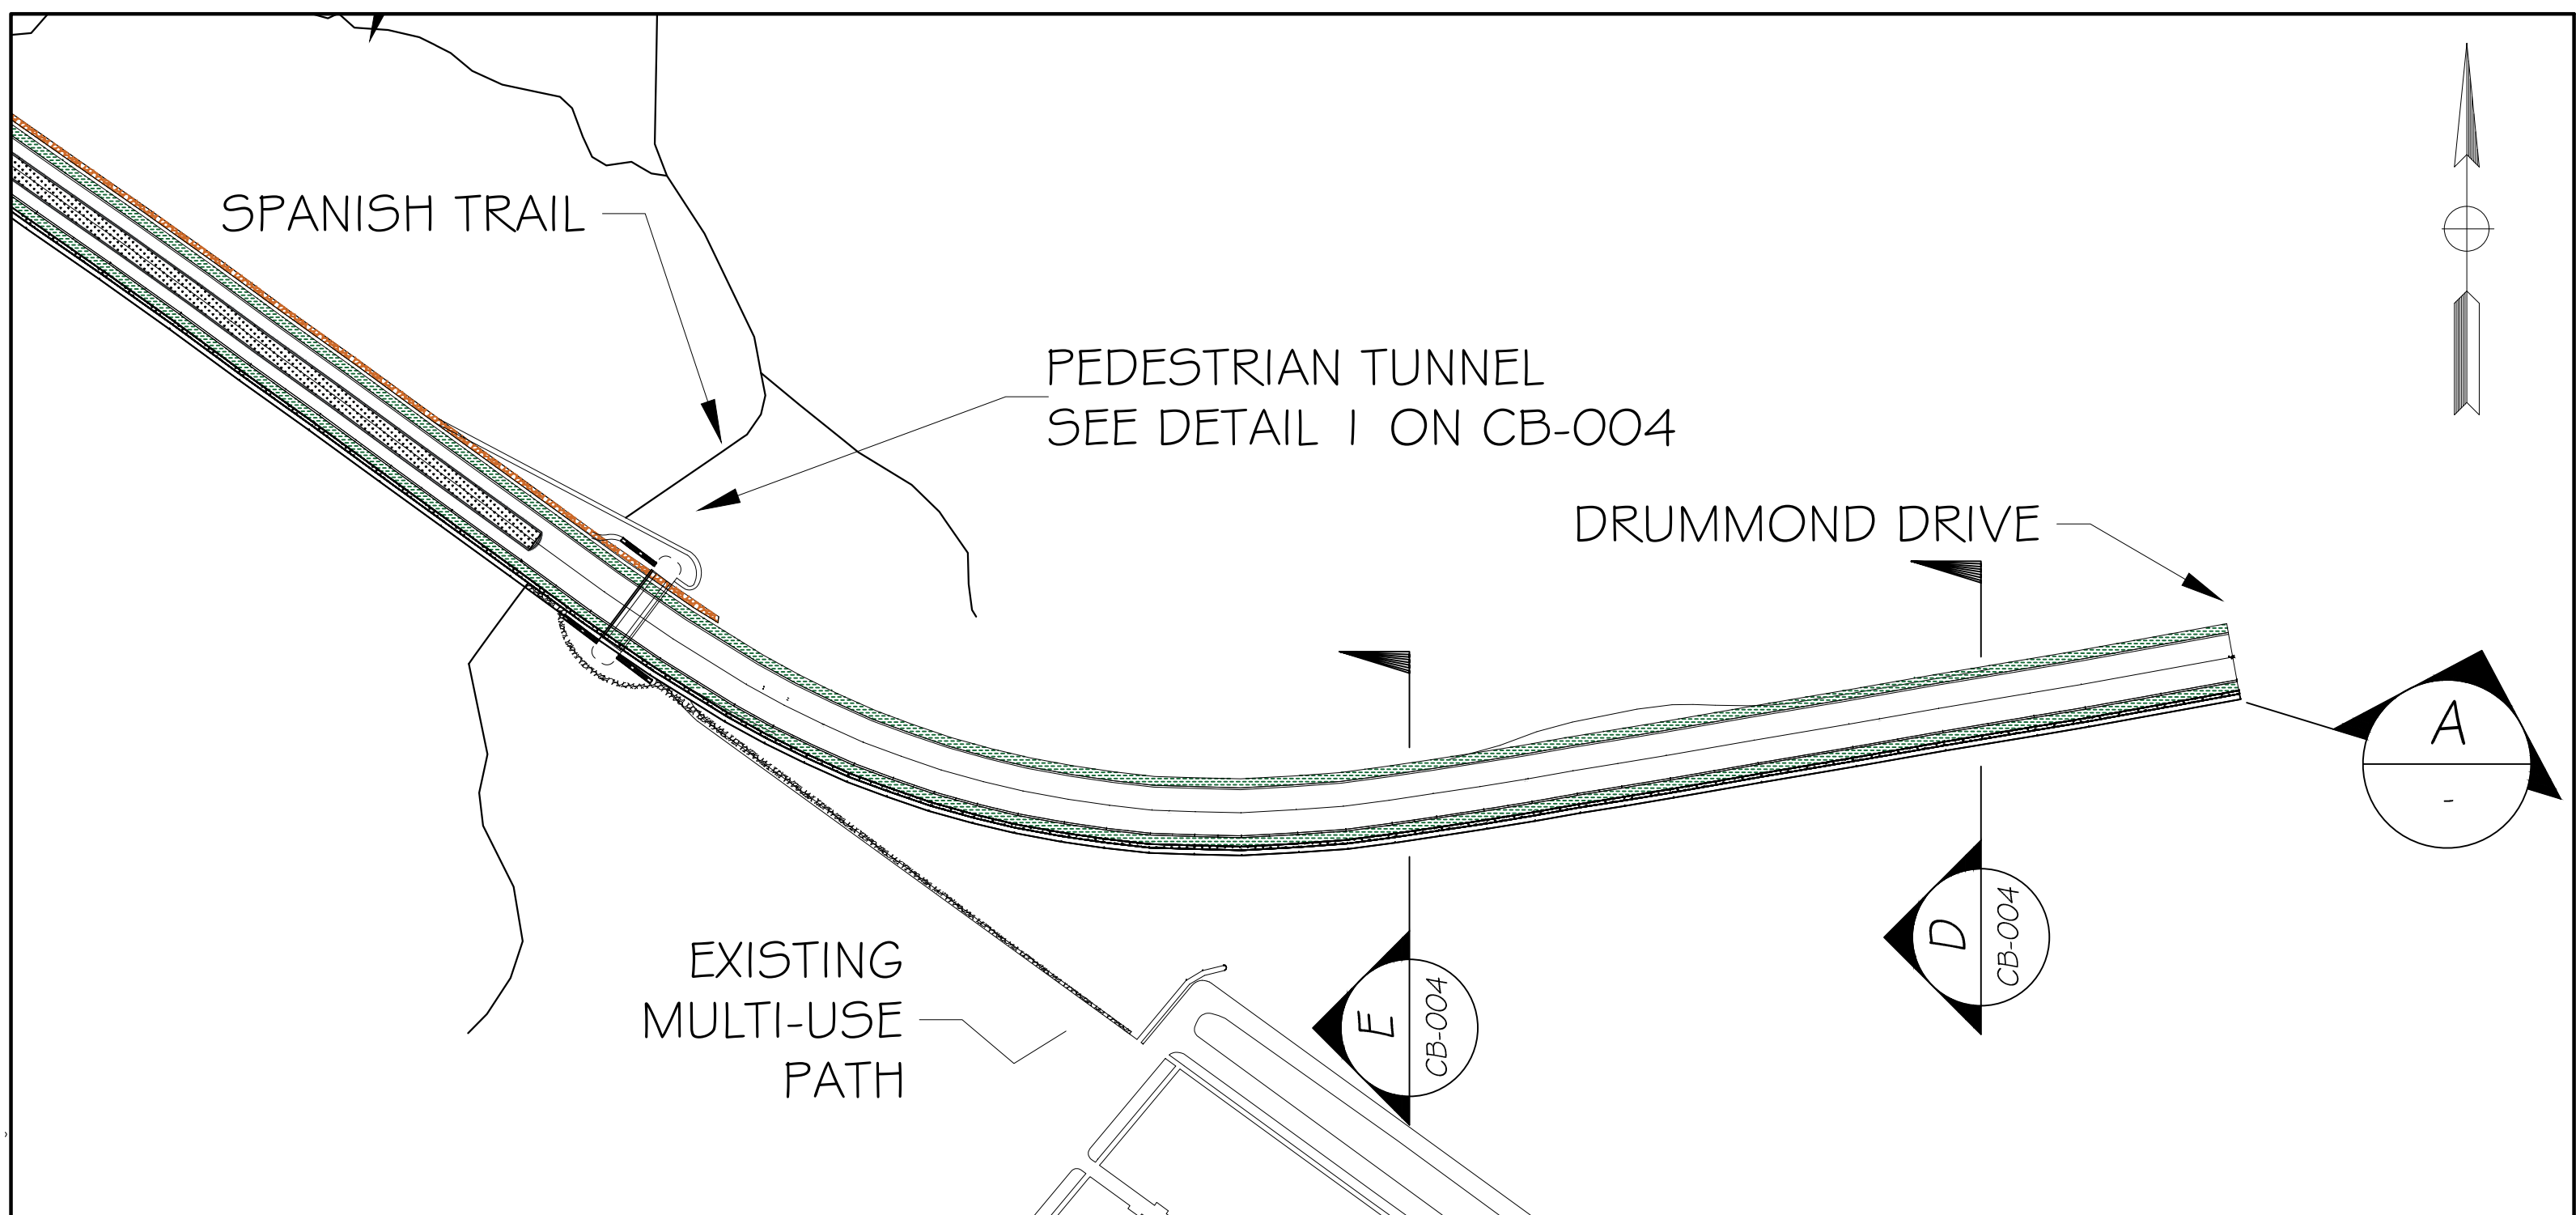 SPANISH TRAIL
PEDESTRIAN TUNNEL
SEE DETAIL 1 ON CB-004
DRUMMOND DRIVE
A
-
D
CB-004
E
CB-004
EXISTING
MULTI-USE
PATH